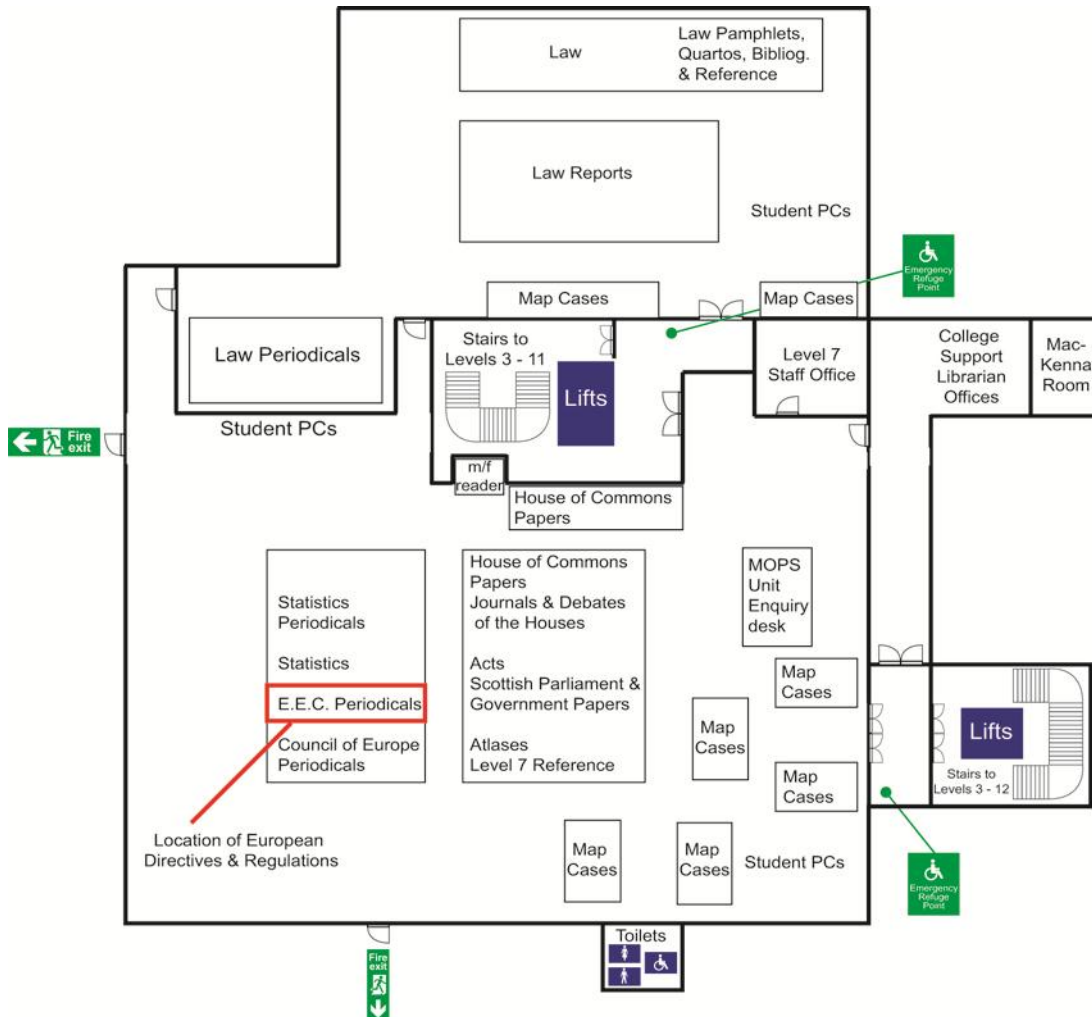 Law
Law Pamphlets,
Quartos, Bibliog.
& Reference
Law Reports
Student PCs
Emergency
Refuge
Point
Map Cases
Map Cases
Law Periodicals
Stairs to
Levels 3 - 11
Lifts
Level 7
Staff Office
College
Support
Librarian
Offices
Mac-
Kenna
Room
Student PCs
Fire
exit
m/f
reader
House of Commons
Papers
Statistics
Periodicals
Statistics
E.E.C. Periodicals
Council of Europe
Periodicals
House of Commons
Papers
Journals & Debates
of the Houses
Acts
Scottish Parliament &
Government Papers
Atlases
Level 7 Reference
MOPS
Unit
Enquiry
desk
Map
Cases
Map
Cases
Map
Cases
Lifts
Stairs to
Levels 3 - 12
Location of European
Directives & Regulations
Map
Cases
Map
Cases
Student PCs
Emergency
Refuge
Point
Toilets
Fire
exit